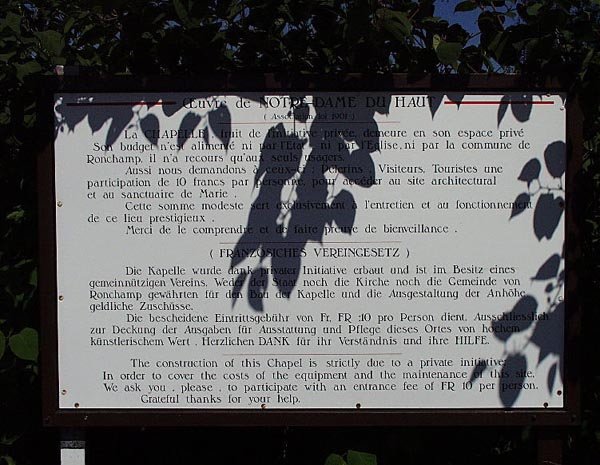 Œuvre de NOTRE-DAME DU HAUT
( Association loi 1901 )
La CHAPELLE, fruit de l'initiative privée, demeure en son espace privé
Son budget n'est alimenté ni par l'Etat, ni par l'Eglise, ni par la commune de
Ronchamp, il n'a recours qu'aux seuls usagers.
Aussi nous demandons à ceux-ci : Pélerins, Visiteurs, Touristes une
participation de 10 francs par personne, pour accéder au site architectural
et au sanctuaire de Marie .
Cette somme modeste sert exclusivement à l'entretien et au fonctionnement
de ce lieu prestigieux .
Merci de le comprendre et de faire preuve de bienveillance .
( FRANZÖSICHES VEREINGESETZ )
Die Kapelle wurde dank privater Initiative erbaut und ist im Besitz eines
gemeinnützigen Vereins. Weder der Staat noch die Kirche noch die Gemeinde von
Ronchamp gewährten für den Bau der Kapelle und die Ausgestaltung der Anhöhe
geldliche Zuschüsse.
Die bescheidene Eintrittsgebühr von Fr. FR :10 pro Person dient, Ausschliesslich
zur Deckung der Ausgaben für Ausstattung und Pflege dieses Ortes von hochem
künstlerischem Wert . Herzlichen DANK für ihr Verständnis und ihre HILFE.
The construction of this Chapel is strictly due to a private initiative.
In order to cover the costs of the equipment and the maintenance of this site.
We ask you , please , to participate with an entrance fee of FR 10 per person.
Grateful thanks for your help.